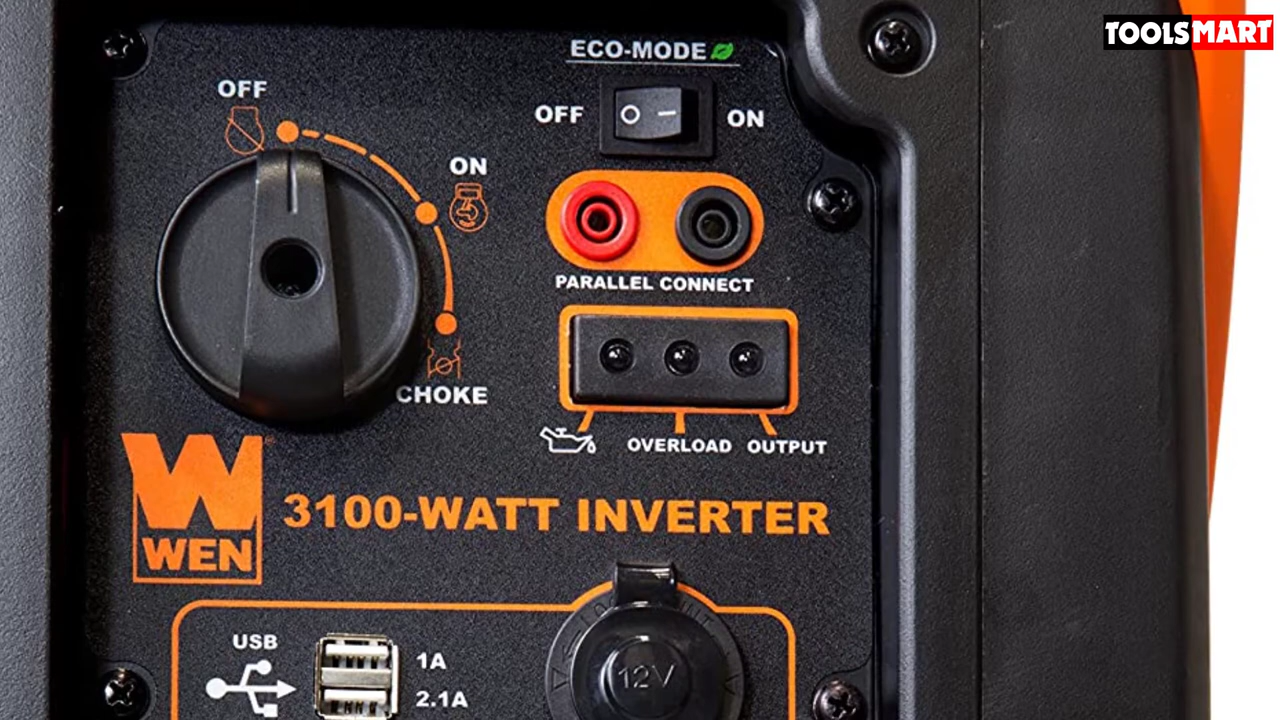 TOOLSMART
ECO-MODE
OFF
OFF
ON
ON
PARALLEL CONNECT
CHOKE
OVERLOAD OUTPUT
WEN
3100-WATT INVERTER
USB
1A
2.1A
12V